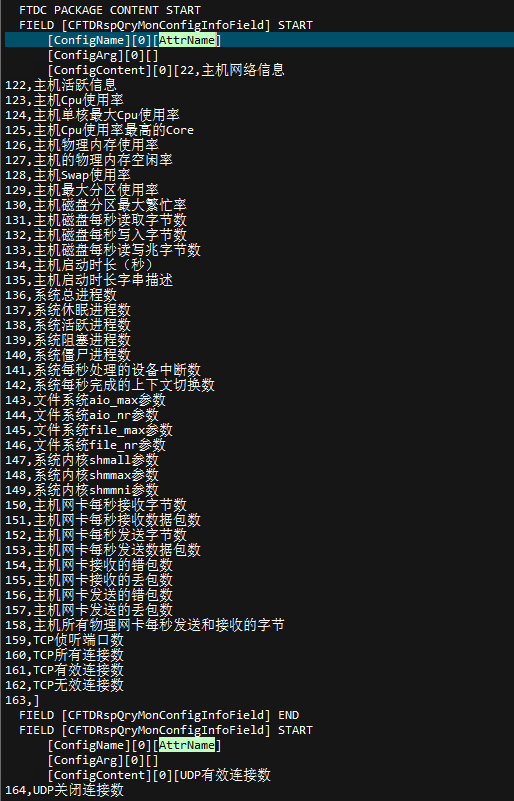 FTDC PACKAGE CONTENT START
FIELD [CFTDRspQryMonConfigInfoField] START
[ConfigName][0][AttrName]
[ConfigArg][0][]
[ConfigContent][0][22,主机网络信息
122,主机活跃信息
123,主机Cpu使用率
124,主机单核最大Cpu使用率
125,主机Cpu使用率最高的Core
126,主机物理内存使用率
127,主机的物理内存空闲率
128,主机Swap使用率
129,主机最大分区使用率
130,主机磁盘分区最大繁忙率
131,主机磁盘每秒读取字节数
132,主机磁盘每秒写入字节数
133,主机磁盘每秒读写兆字节数
134,主机启动时长（秒）
135,主机启动时长字串描述
136,系统总进程数
137,系统休眠进程数
138,系统活跃进程数
139,系统阻塞进程数
140,系统僵尸进程数
141,系统每秒处理的设备中断数
142,系统每秒完成的上下文切换数
143,文件系统aio_max参数
144,文件系统aio_nr参数
145,文件系统file_max参数
146,文件系统file_nr参数
147,系统内核shmall参数
148,系统内核shmmax参数
149,系统内核shmmni参数
150,主机网卡每秒接收字节数
151,主机网卡每秒接收数据包数
152,主机网卡每秒发送字节数
153,主机网卡每秒发送数据包数
154,主机网卡接收的错包数
155,主机网卡接收的丢包数
156,主机网卡发送的错包数
157,主机网卡发送的丢包数
158,主机所有物理网卡每秒发送和接收的字节
159,TCP侦听端口数
160,TCP所有连接数
161,TCP有效连接数
162,TCP无效连接数
163,]
FIELD [CFTDRspQryMonConfigInfoField] END
FIELD [CFTDRspQryMonConfigInfoField] START
[ConfigName][0][AttrName]
[ConfigArg][0][]
[ConfigContent][0][UDP有效连接数
164,UDP关闭连接数